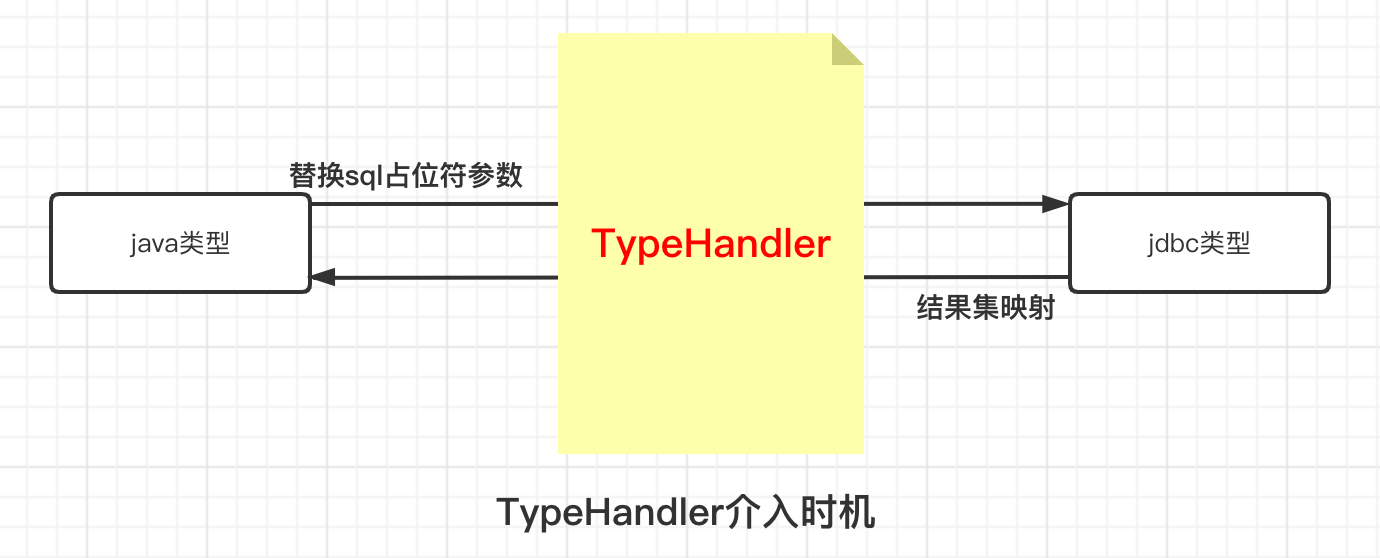 替换sql占位符参数
java类型
TypeHandler
jdbc类型
结果集映射
TypeHandler介入时机